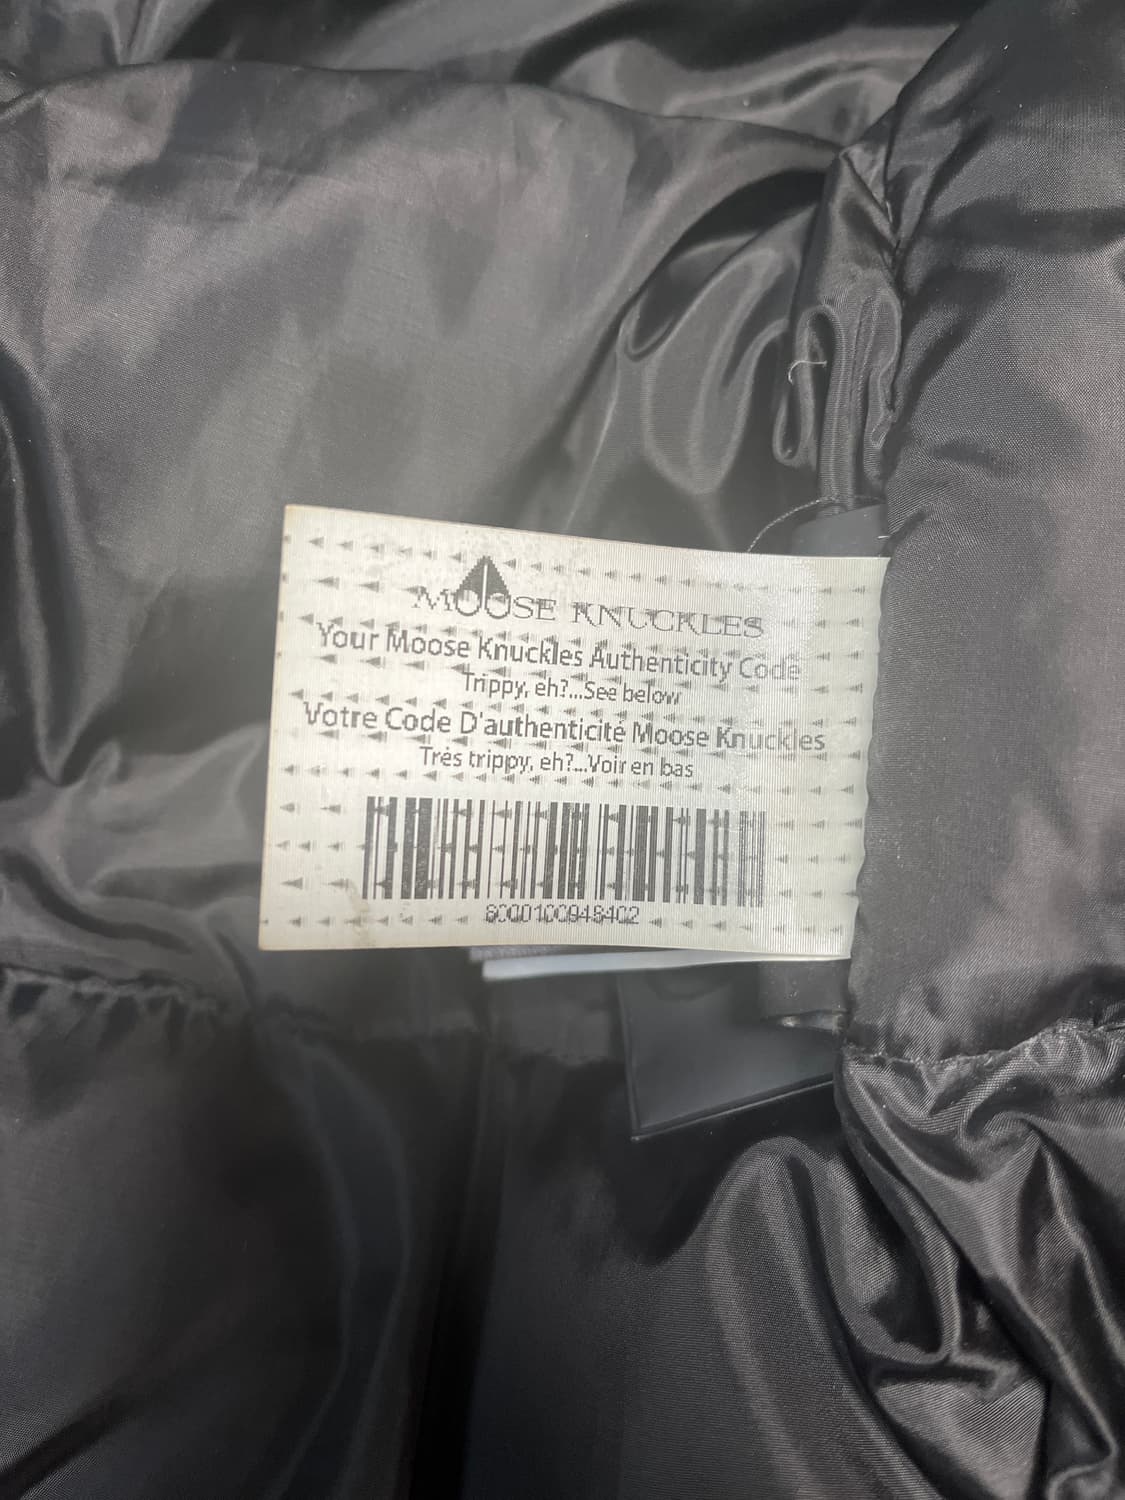 MOOSE KNUCKLES
Your Moose Knuckles Authenticity Code
Trippy, eh?...See below
Votre Code D'authenticité Moose Knuckles
Très trippy, eh?...Voir en bas